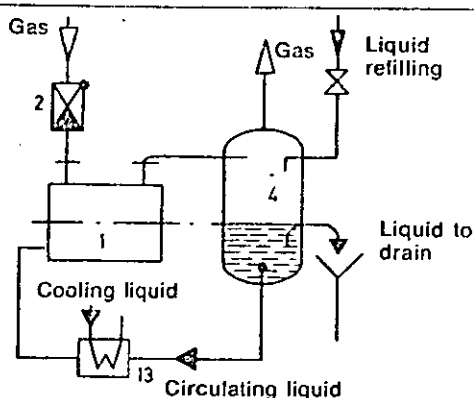 Gas
2
Gas
Liquid
refilling
4
1
Liquid to
drain
Cooling liquid
13
Circulating liquid